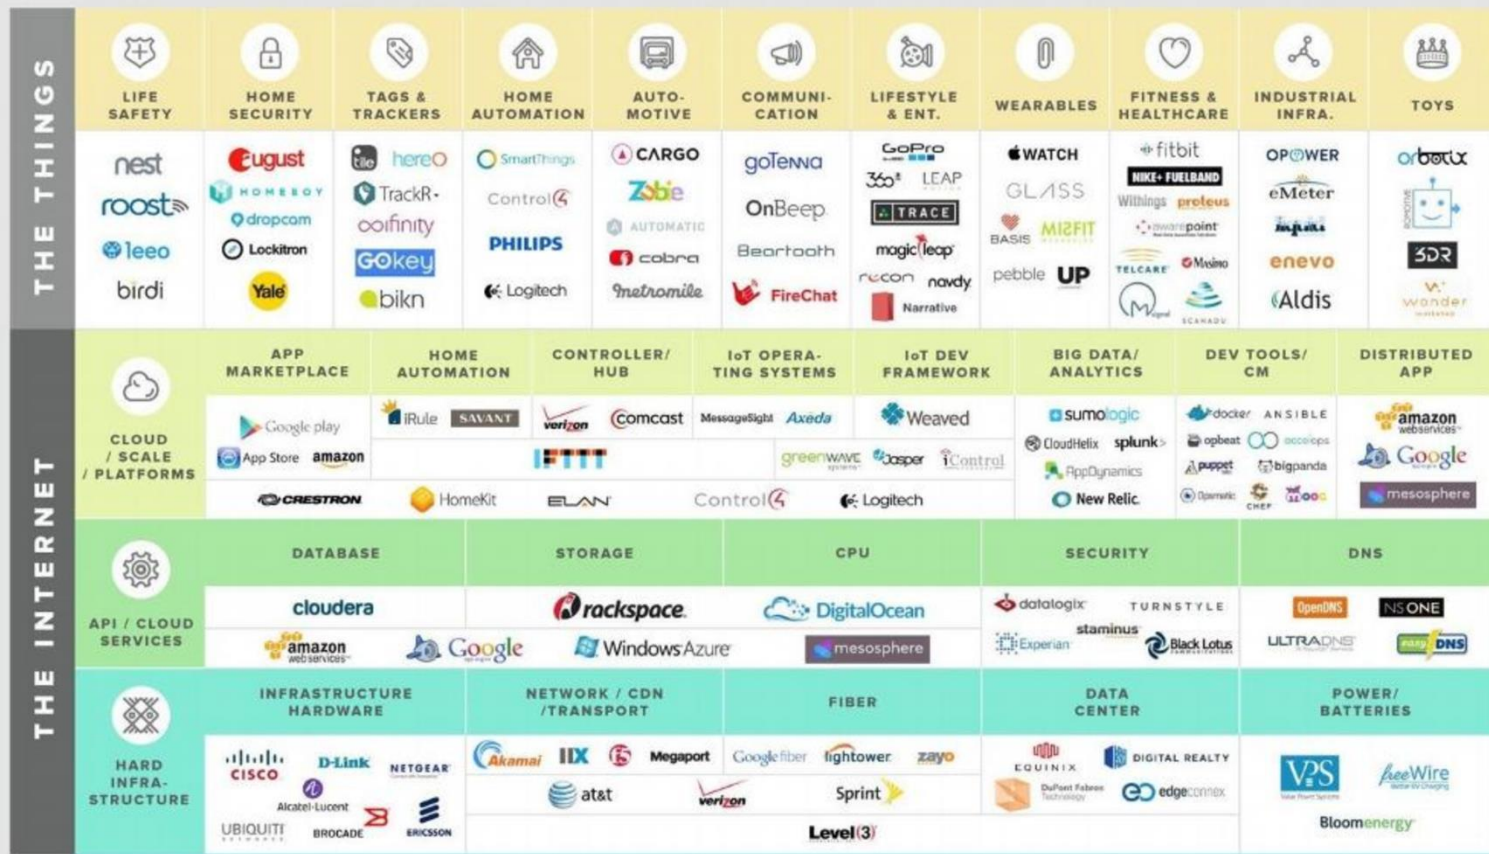 THE THINGS
LIFE
SAFETY
HOME
SECURITY
TAGS &
TRACKERS
HOME
AUTOMATION
AUTO-
MOTIVE
COMMUNI-
CATION
LIFESTYLE
& ENT.
WEARABLES
FITNESS &
HEALTHCARE
INDUSTRIAL
INFRA.
TOYS
nest
roost
leeo
birdi
august
HOMEBOY
dropcam
Lockitron
Yale
tile hereO
TrackR
GOkey
bikn
SmartThings
Control4
PHILIPS
Logitech
CARGO
Zubie
AUTOMATIC
cobra
metromile
goTenna
OnBeep
Beartooth
FireChat
GoPro
360 LEAP
TRACE
magic leap
recon navdy
Narrative
WATCH
GLASS
BASIS MISFIT
pebble UP
fitbit
NIKE+ FUELBAND
Withings proteus
awarepoint
TELCARE Masimo
SCANADU
OPOWER
eMeter
enevo
Aldis
orbotix
ROMOTIVE
3DR
wonder
workshop
THE INTERNET
CLOUD
/ SCALE
/ PLATFORMS
APP
MARKETPLACE
HOME
AUTOMATION
CONTROLLER/
HUB
IoT OPERA-
TING SYSTEMS
IoT DEV
FRAMEWORK
BIG DATA/
ANALYTICS
DEV TOOLS/
CM
DISTRIBUTED
APP
Google play
App Store amazon
iRule SAVANT
verizon comcast
MessageSight Axeda
Weaved
IFTTT
greenwave Jasper iControl
systems
CRESTRON HomeKit ELAN Control4 Logitech
sumologic
CloudHelix splunk>
AppDynamics
New Relic.
docker ANSIBLE
opbeat accelops
puppet bigpanda
Opsmatic CHEF
amazon
webservices
Google
mesosphere
API / CLOUD
SERVICES
DATABASE
STORAGE
CPU
SECURITY
DNS
cloudera
rackspace.
DigitalOcean
amazon
webservices
Google
Windows Azure
mesosphere
datalogix TURNSTYLE
staminus
Experian Black Lotus
OpenDNS NSONE
ULTRADNS easyDNS
HARD
INFRA-
STRUCTURE
INFRASTRUCTURE
HARDWARE
NETWORK / CDN
/TRANSPORT
FIBER
DATA
CENTER
POWER/
BATTERIES
CISCO D-Link NETGEAR
Alcatel-Lucent
UBIQUITI BROCADE ERICSSON
NETWORKS
Akamai IIX f5 Megaport
Google fiber lightower zayo
at&t verizon Sprint
Level(3)
EQUINIX DIGITAL REALTY
DuPont Fabros
Technology
edgeconnex
VPS
freeWire
Bloomenergy